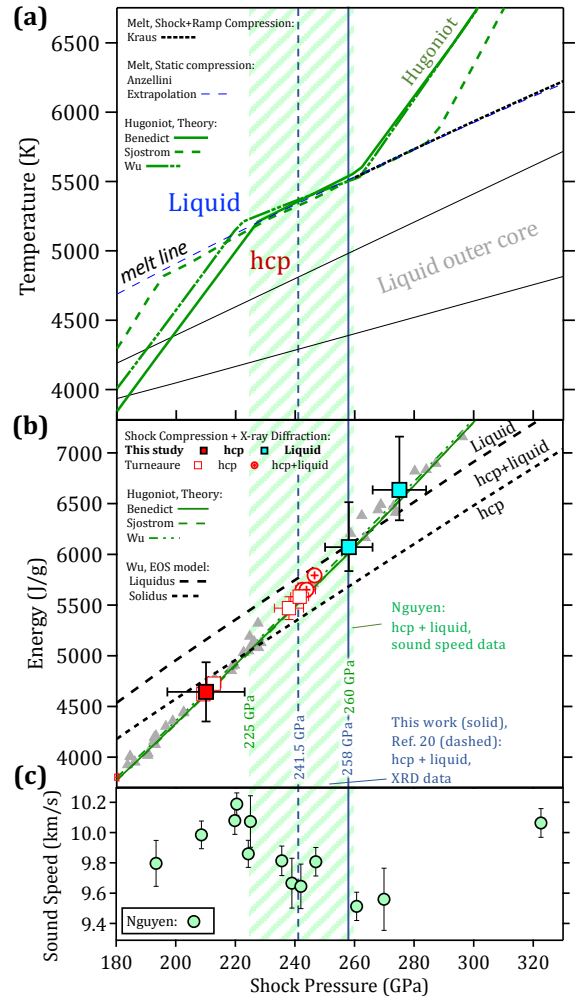 (a)
6750
6250
5750
5500
5000
4500
4000
Temperature (K)
Melt, Shock+Ramp Compression:
Kraus
Melt, Static compression:
Anzellini
Extrapolation
Hugoniot, Theory:
Benedict
Sjostrom
Wu
Hugoniot
Liquid
melt line
hcp
Liquid outer core
(b)
7000
6500
6000
5500
5000
4500
4000
Energy (J/g)
Shock Compression + X-ray Diffraction:
This study hcp Liquid
Turneaure hcp hcp+liquid
Hugoniot, Theory:
Benedict
Sjostrom
Wu
Wu, EOS model:
Liquidus
Solidus
Liquid
hcp+liquid
hcp
Nguyen:
hcp + liquid,
sound speed data
225 GPa
241.5 GPa
258 GPa
260 GPa
This work (solid),
Ref. 20 (dashed):
hcp + liquid,
XRD data
(c)
10.2
10.0
9.8
9.6
9.4
Sound Speed (km/s)
Nguyen:
180 200 220 240 260 280 300 320
Shock Pressure (GPa)